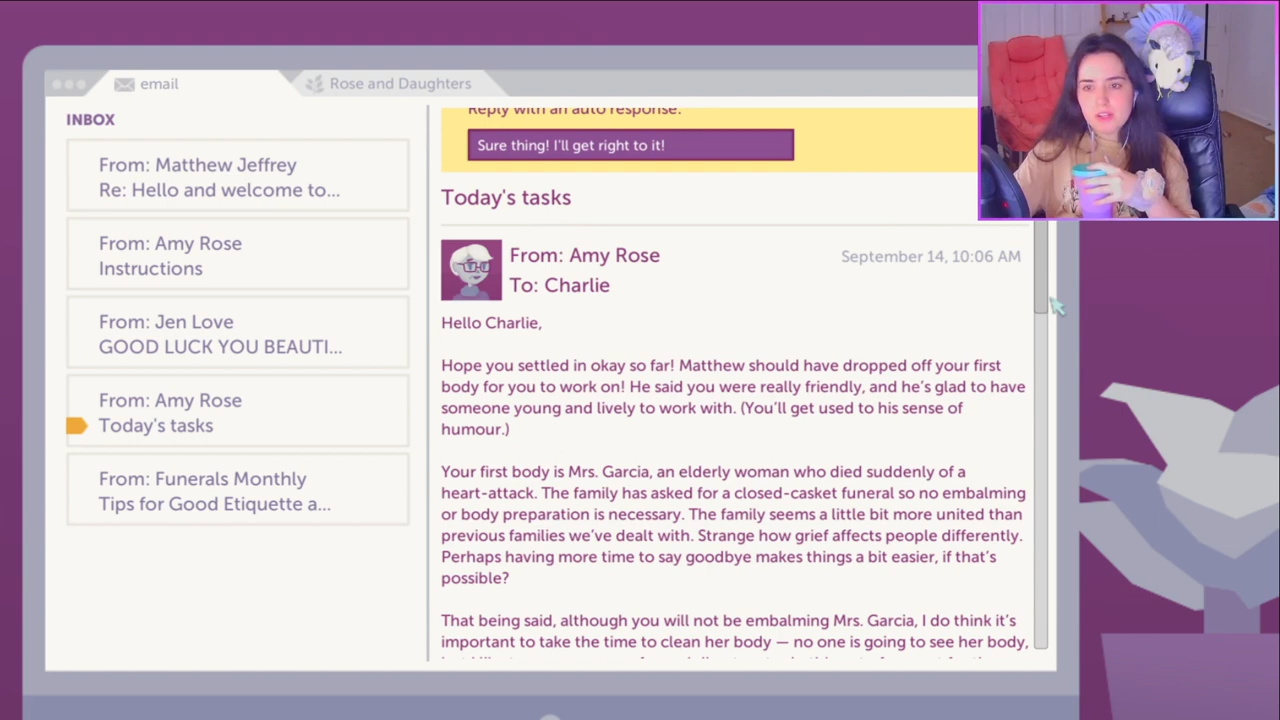 email
Rose and Daughters
INBOX
From: Matthew Jeffrey
Re: Hello and welcome to...
From: Amy Rose
Instructions
From: Jen Love
GOOD LUCK YOU BEAUTI...
From: Amy Rose
Today's tasks
From: Funerals Monthly
Tips for Good Etiquette a...
Reply with an auto response:
Sure thing! I'll get right to it!
Today's tasks
From: Amy Rose
September 14, 10:06 AM
To: Charlie
Hello Charlie,
Hope you settled in okay so far! Matthew should have dropped off your first
body for you to work on! He said you were really friendly, and he's glad to have
someone young and lively to work with. (You'll get used to his sense of
humour.)
Your first body is Mrs. Garcia, an elderly woman who died suddenly of a
heart-attack. The family has asked for a closed-casket funeral so no embalming
or body preparation is necessary. The family seems a little bit more united than
previous families we've dealt with. Strange how grief affects people differently.
Perhaps having more time to say goodbye makes things a bit easier, if that's
possible?
That being said, although you will not be embalming Mrs. Garcia, I do think it's
important to take the time to clean her body — no one is going to see her body,